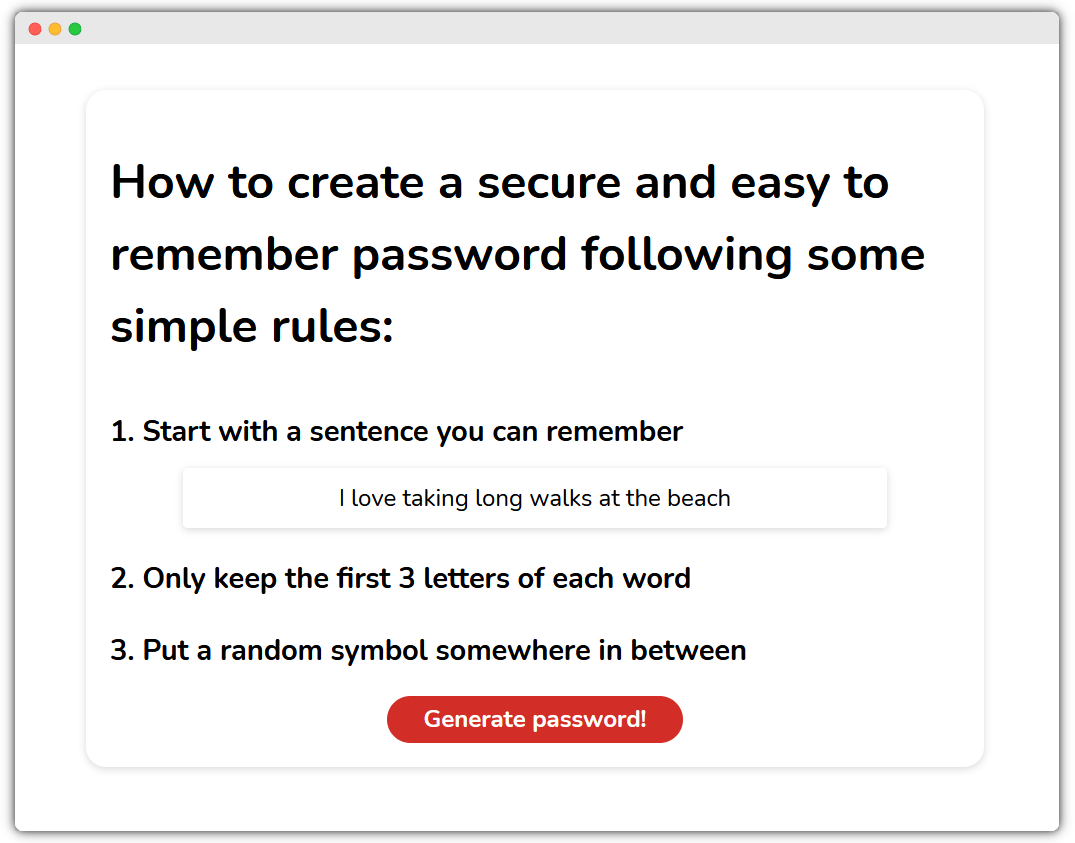 How to create a secure and easy to
remember password following some
simple rules:
1. Start with a sentence you can remember
I love taking long walks at the beach
2. Only keep the first 3 letters of each word
3. Put a random symbol somewhere in between
Generate password!